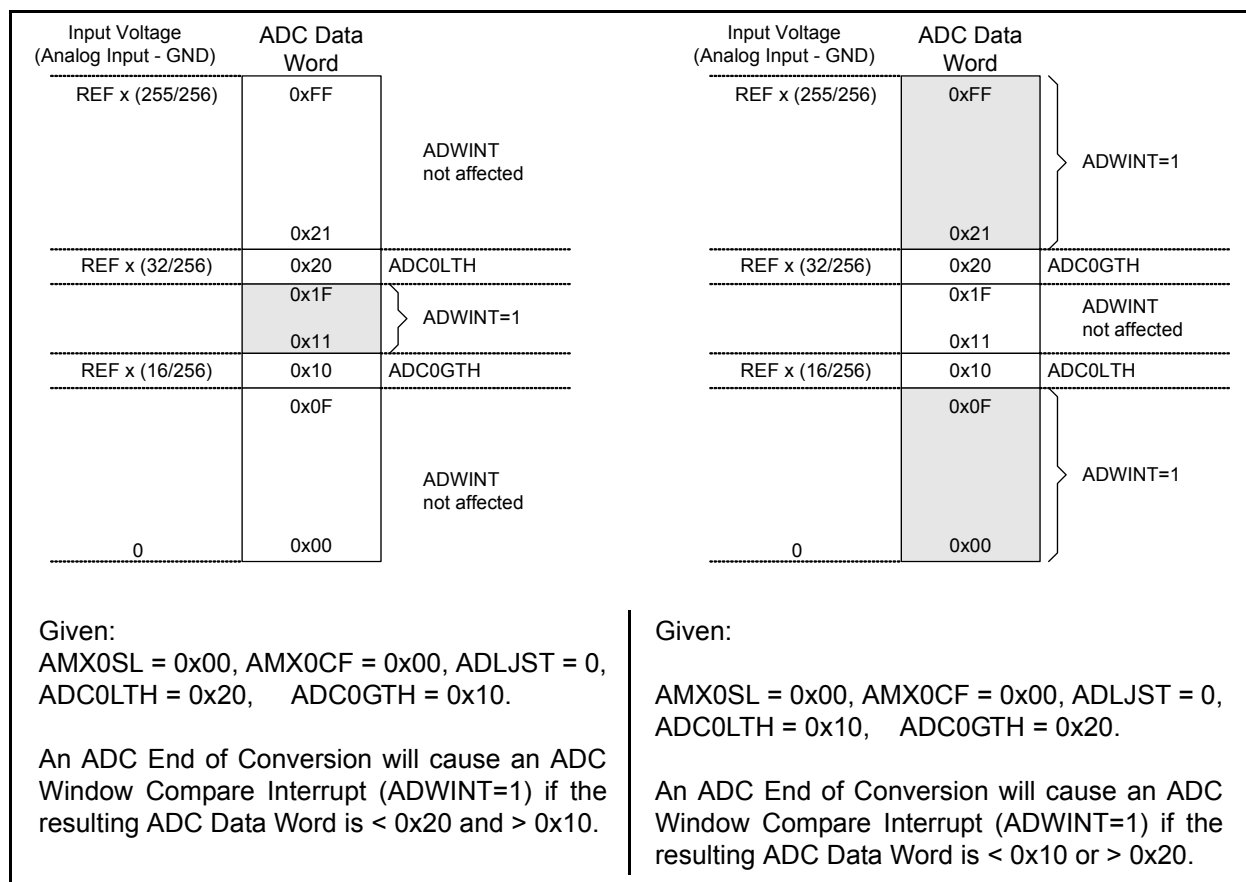 Input Voltage
(Analog Input - GND)
ADC Data
Word
REF x (255/256)
0xFF
ADWINT
not affected
0x21
REF x (32/256)
0x20
ADC0LTH
0x1F
ADWINT=1
0x11
REF x (16/256)
0x10
ADC0GTH
0x0F
ADWINT
not affected
0
0x00
Given:
AMX0SL = 0x00, AMX0CF = 0x00, ADLJST = 0,
ADC0LTH = 0x20, ADC0GTH = 0x10.
An ADC End of Conversion will cause an ADC
Window Compare Interrupt (ADWINT=1) if the
resulting ADC Data Word is < 0x20 and > 0x10.
Input Voltage
(Analog Input - GND)
ADC Data
Word
REF x (255/256)
0xFF
ADWINT=1
0x21
REF x (32/256)
0x20
ADC0GTH
0x1F
ADWINT
not affected
0x11
REF x (16/256)
0x10
ADC0LTH
0x0F
ADWINT=1
0
0x00
Given:
AMX0SL = 0x00, AMX0CF = 0x00, ADLJST = 0,
ADC0LTH = 0x10, ADC0GTH = 0x20.
An ADC End of Conversion will cause an ADC
Window Compare Interrupt (ADWINT=1) if the
resulting ADC Data Word is < 0x10 or > 0x20.